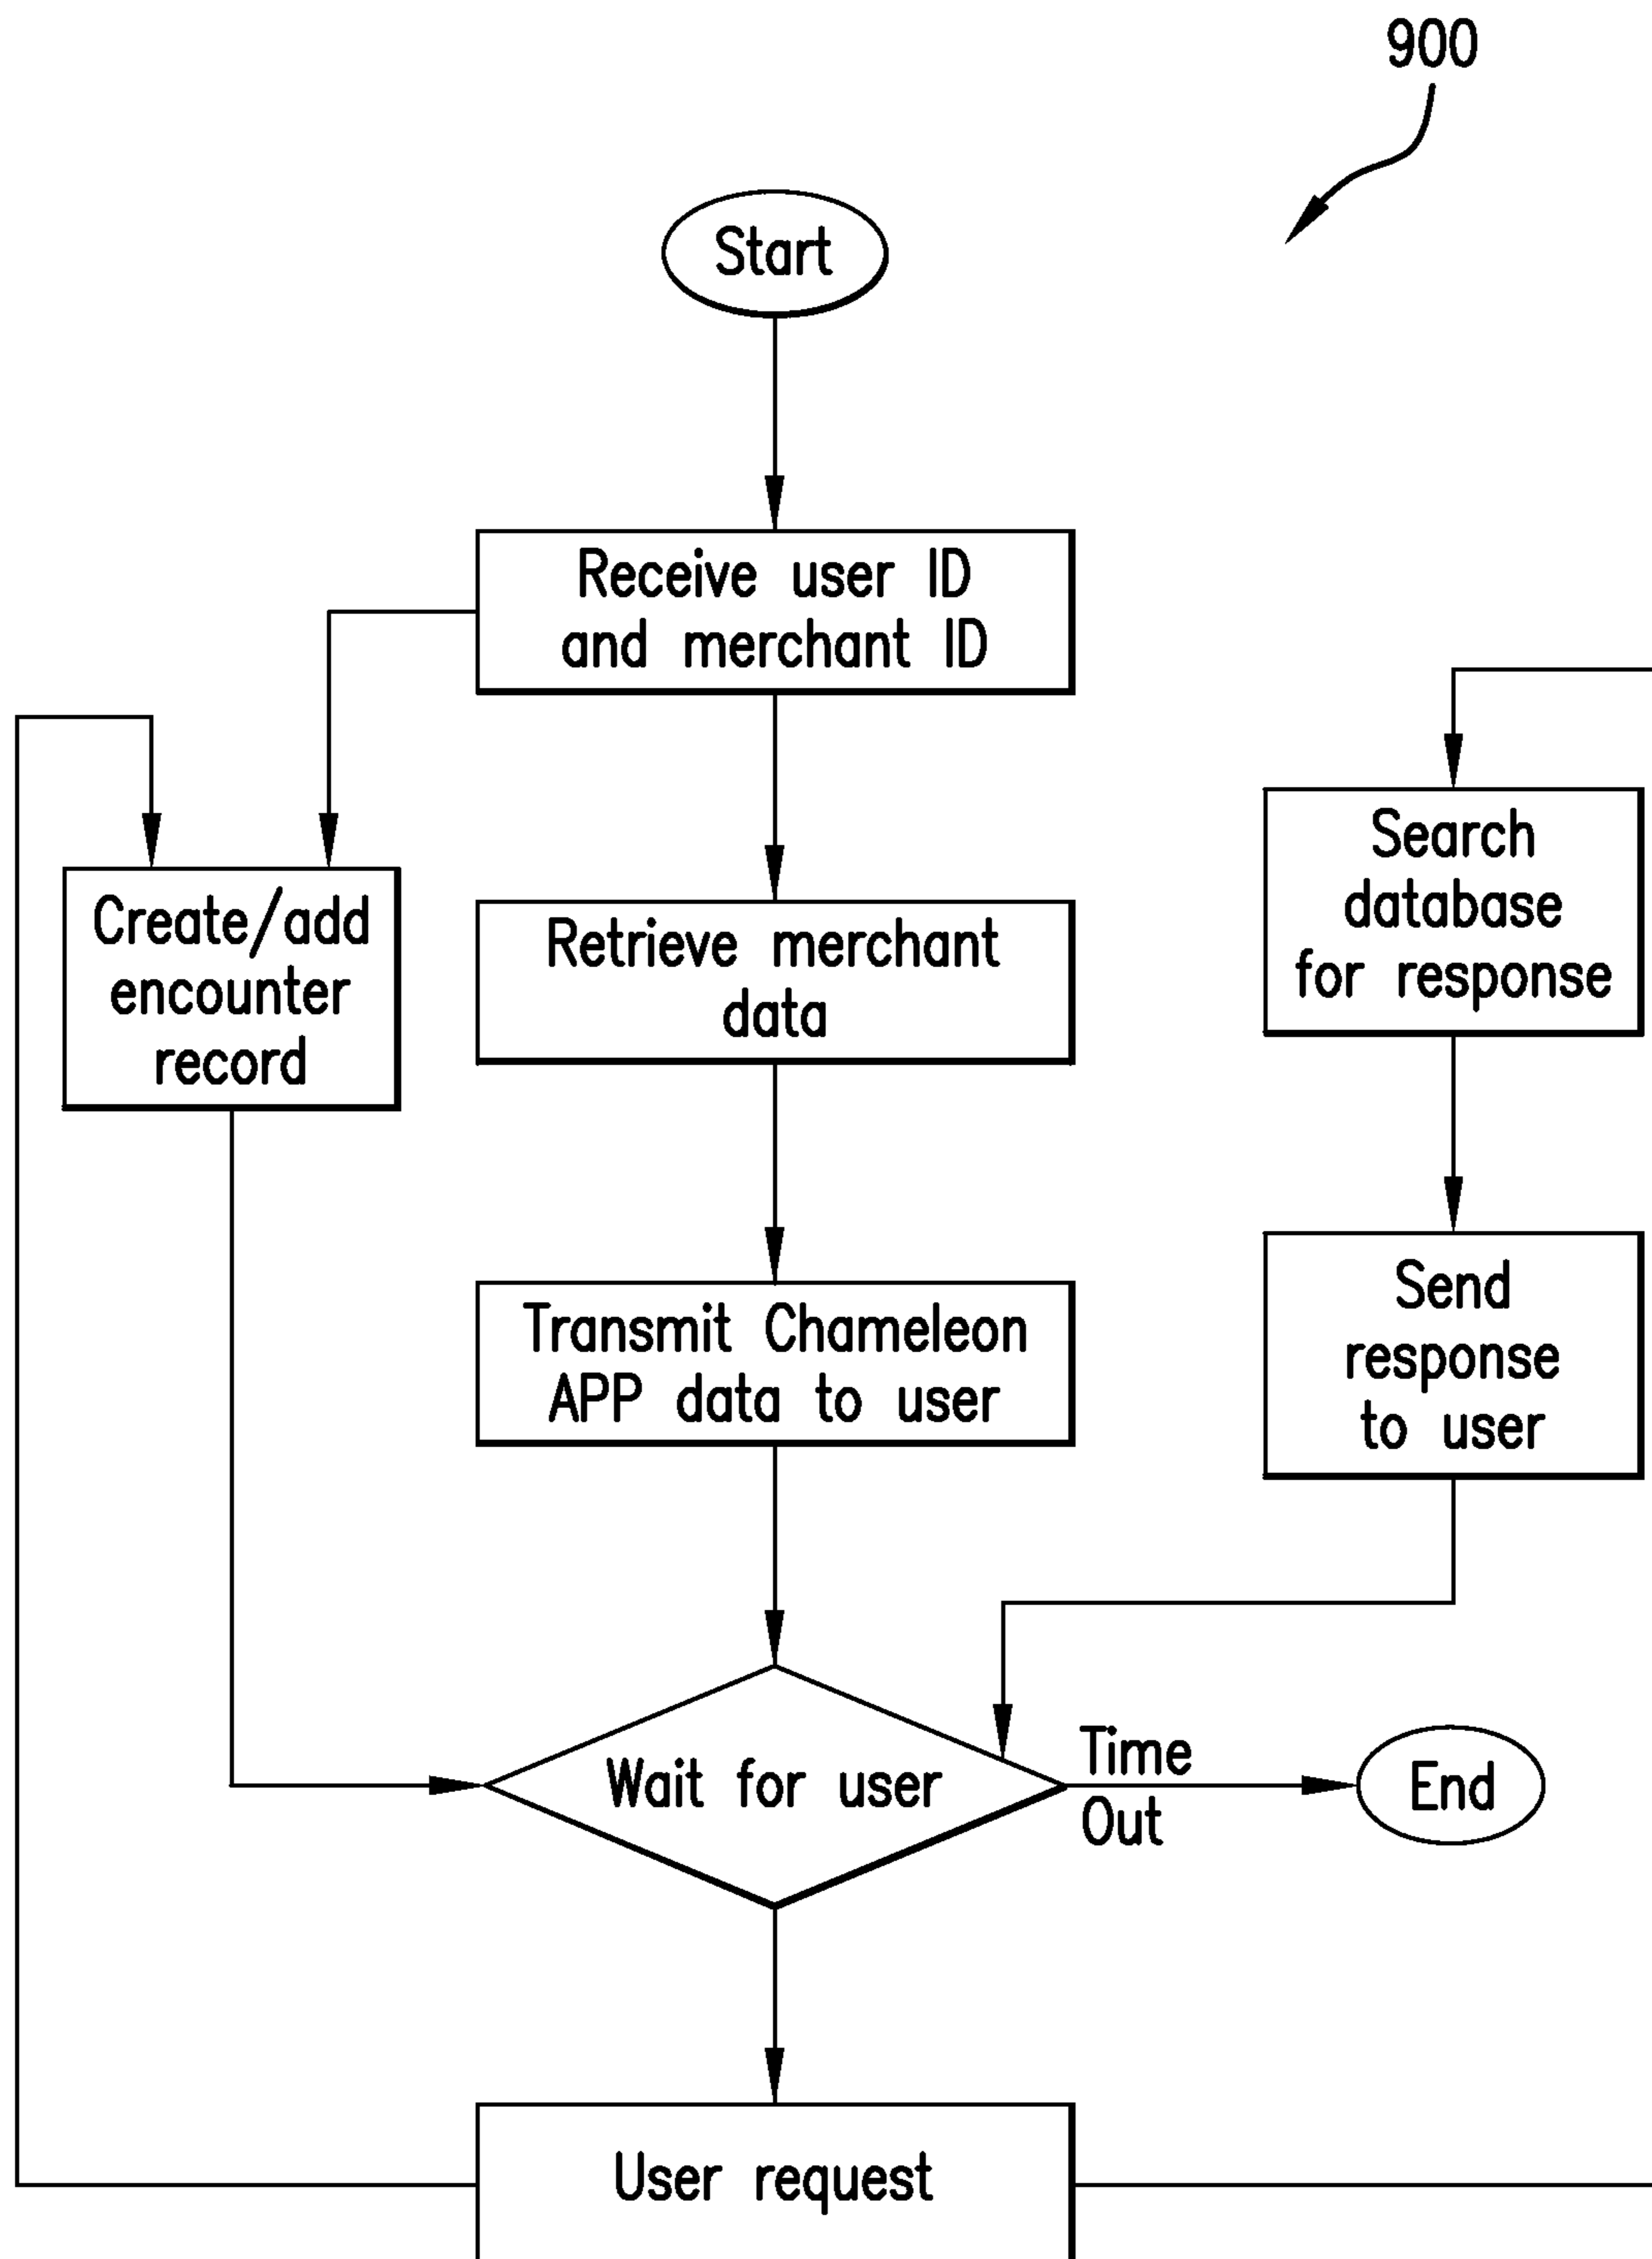 900
Start
Receive user ID
and merchant ID
Create/add
encounter
record
Retrieve merchant
data
Search
database
for response
Transmit Chameleon
APP data to user
Send
response
to user
Wait for user
Time
Out
End
User request